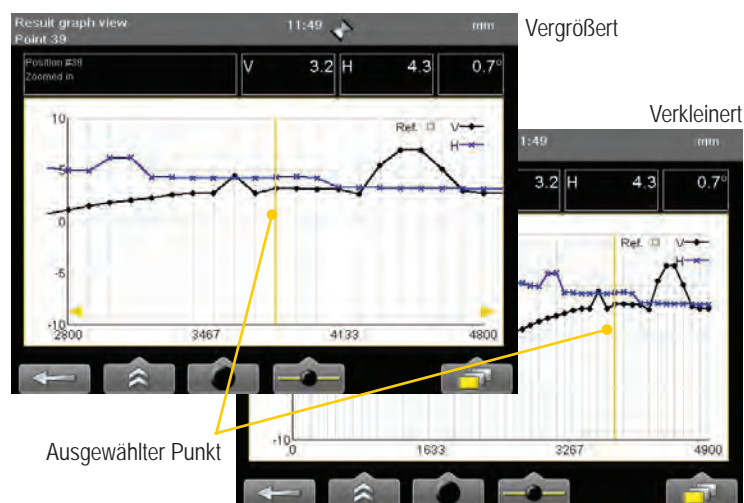 Result graph view 11:49 mm
Point 39
Vergrößert
Position #39
Zoomed in
V 3.2 H 4.3 0.7°
Verkleinert
10
5
0
-5
-10
Ref. V
H
2800 3467 4133 4800
1:49 mm
3.2 H 4.3 0.7°
Ref. V
H
-10
0 1633 3267 4900
Ausgewählter Punkt